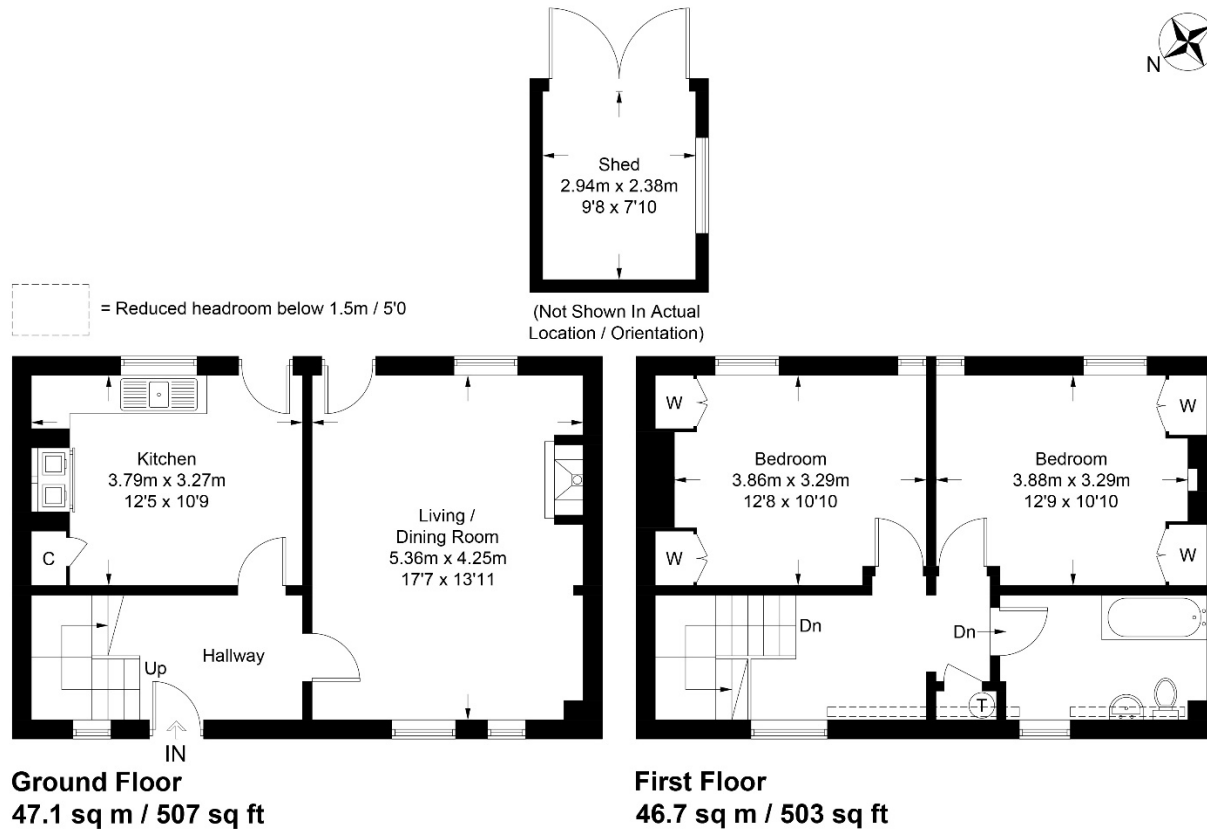 N
Shed
2.94m x 2.38m
9'8 x 7'10
(Not Shown In Actual
Location / Orientation)
= Reduced headroom below 1.5m / 5'0
Kitchen
3.79m x 3.27m
12'5 x 10'9
C
Living /
Dining Room
5.36m x 4.25m
17'7 x 13'11
Up
Hallway
IN
Ground Floor
47.1 sq m / 507 sq ft
W
W
Bedroom
3.86m x 3.29m
12'8 x 10'10
Bedroom
3.88m x 3.29m
12'9 x 10'10
W
W
Dn
Dn
T
First Floor
46.7 sq m / 503 sq ft